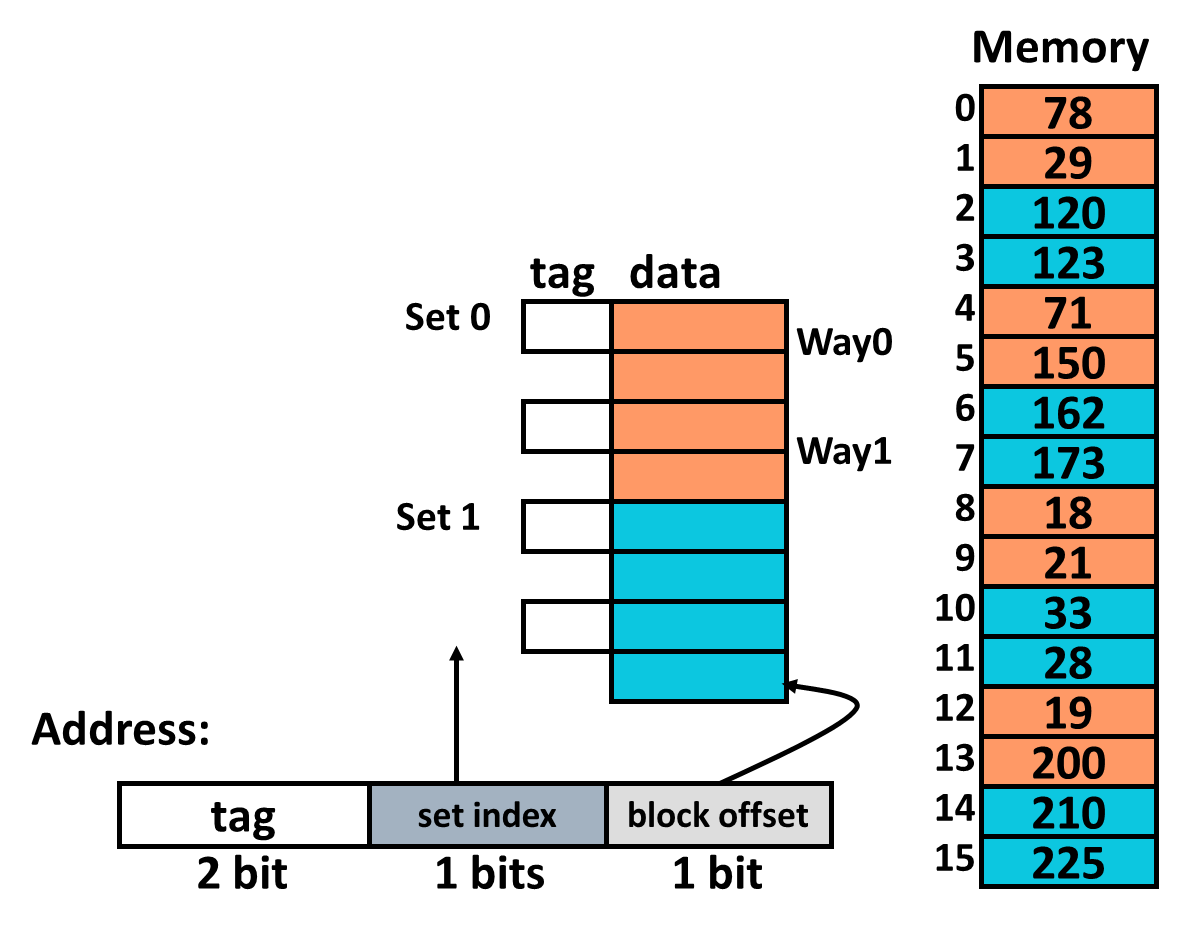 Memory
0 78
1 29
2 120
3 123
4 71
5 150
6 162
7 173
8 18
9 21
10 33
11 28
12 19
13 200
14 210
15 225
tag data
Set 0
Way0
Way1
Set 1
Address:
tag set index block offset
2 bit 1 bits 1 bit